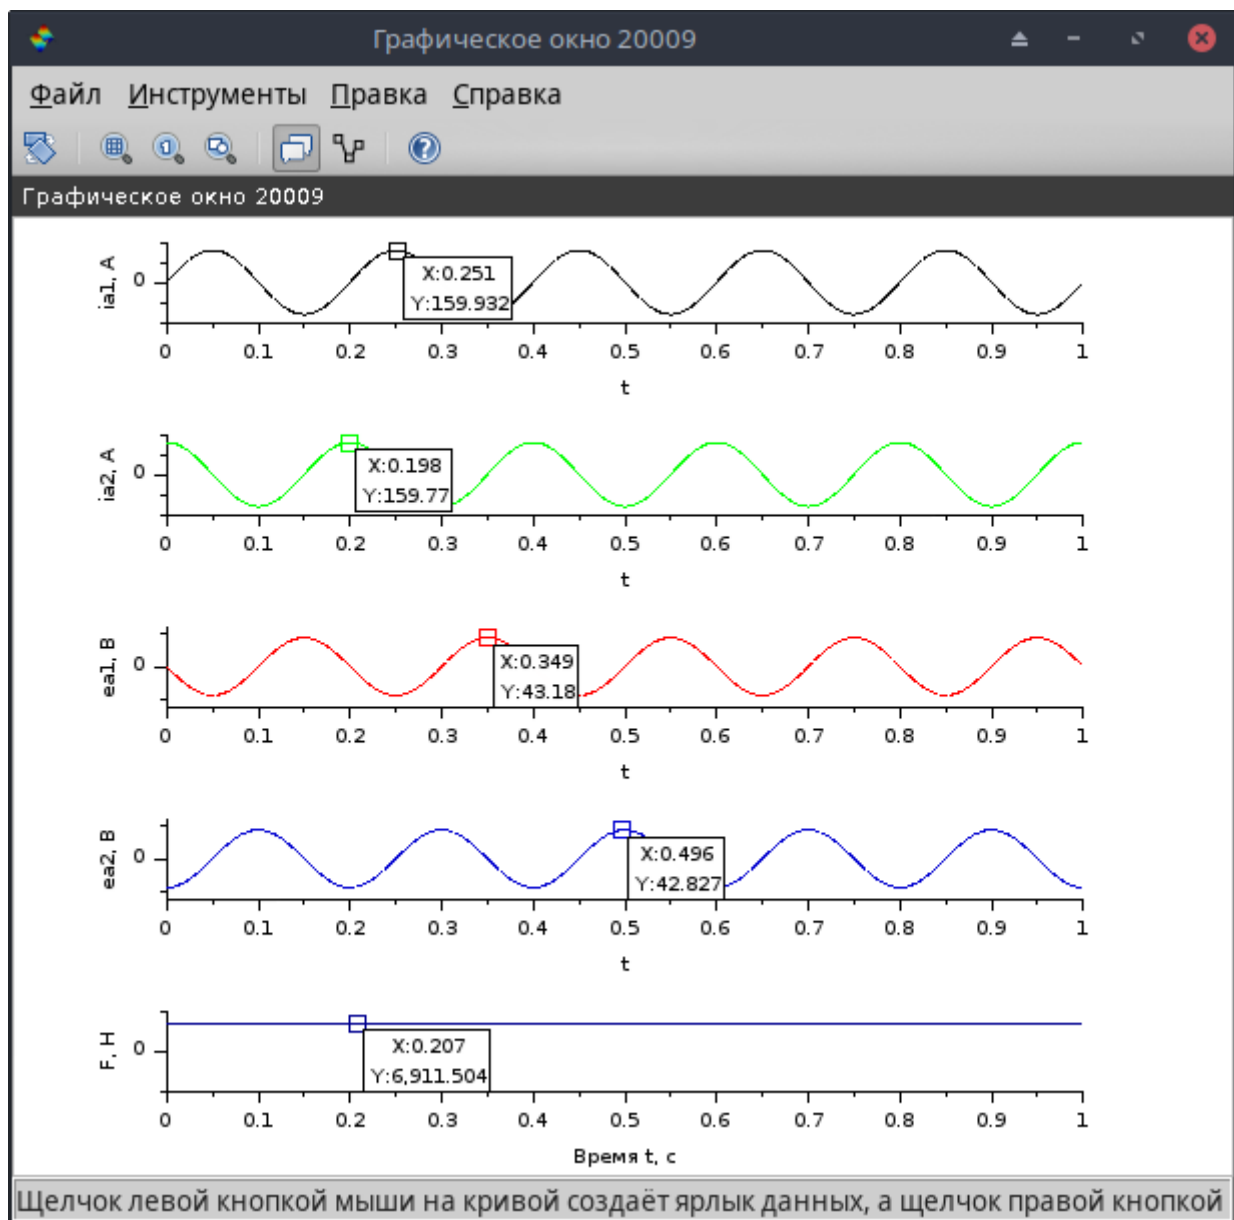 Графическое окно 20009
Файл Инструменты Правка Справка
Графическое окно 20009
ia1, A
0
X:0.251
Y:159.932
0 0.1 0.2 0.3 0.4 0.5 0.6 0.7 0.8 0.9 1
t
ia2, A
0
X:0.198
Y:159.77
0 0.1 0.2 0.3 0.4 0.5 0.6 0.7 0.8 0.9 1
t
ea1, В
0
X:0.349
Y:43.18
0 0.1 0.2 0.3 0.4 0.5 0.6 0.7 0.8 0.9 1
t
ea2, В
0
X:0.496
Y:42.827
0 0.1 0.2 0.3 0.4 0.5 0.6 0.7 0.8 0.9 1
t
F, Н
0
X:0.207
Y:6,911.504
0 0.1 0.2 0.3 0.4 0.5 0.6 0.7 0.8 0.9 1
Время t, с
Щелчок левой кнопкой мыши на кривой создаёт ярлык данных, а щелчок правой кнопкой